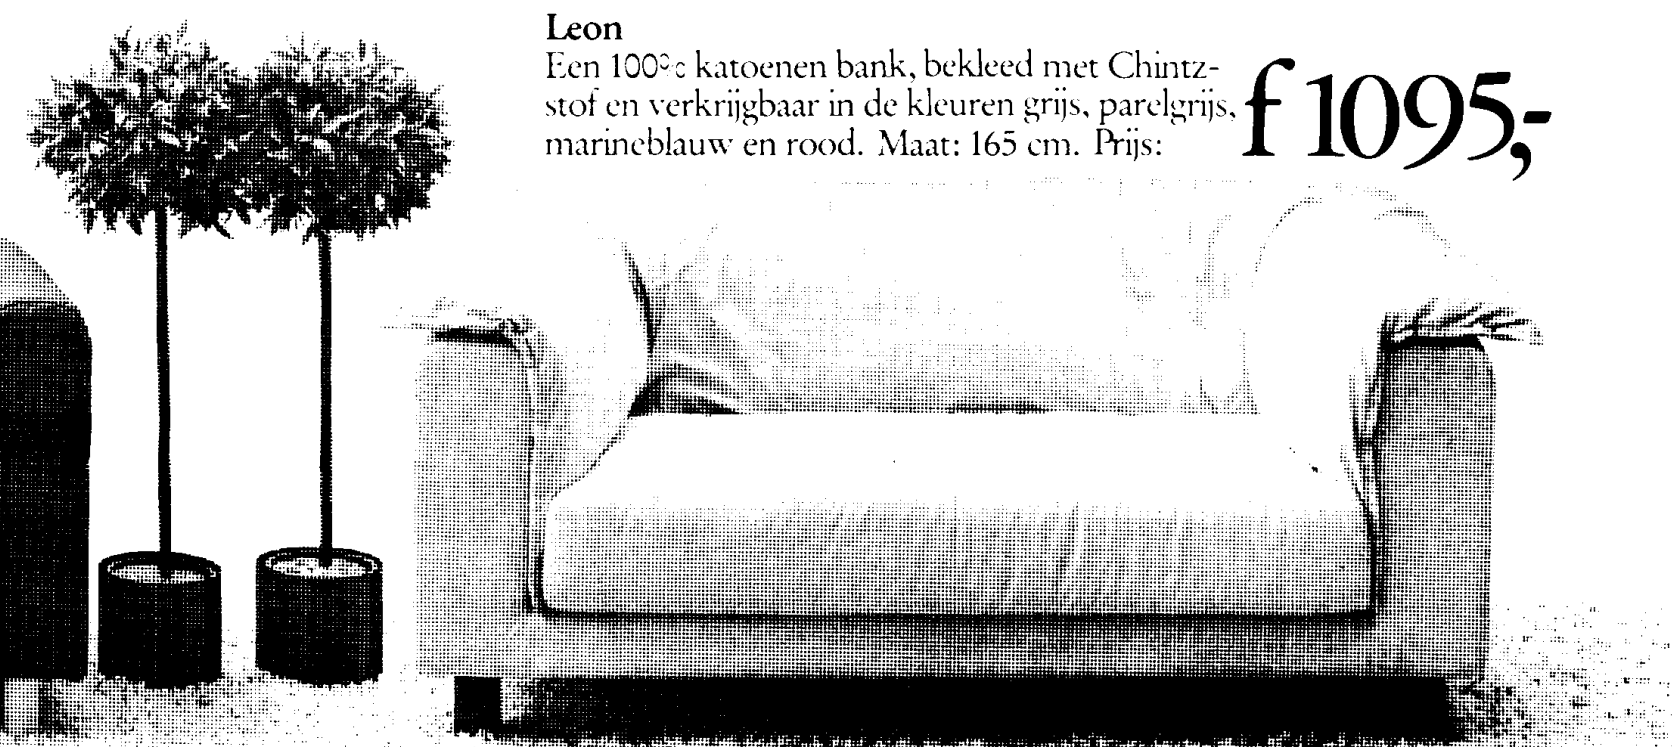 Leon
Een 100% katoenen bank, bekleed met Chintz-
stof en verkrijgbaar in de kleuren grijs, parelgrijs,
marineblauw en rood. Maat: 165 cm. Prijs:
f 1095,-